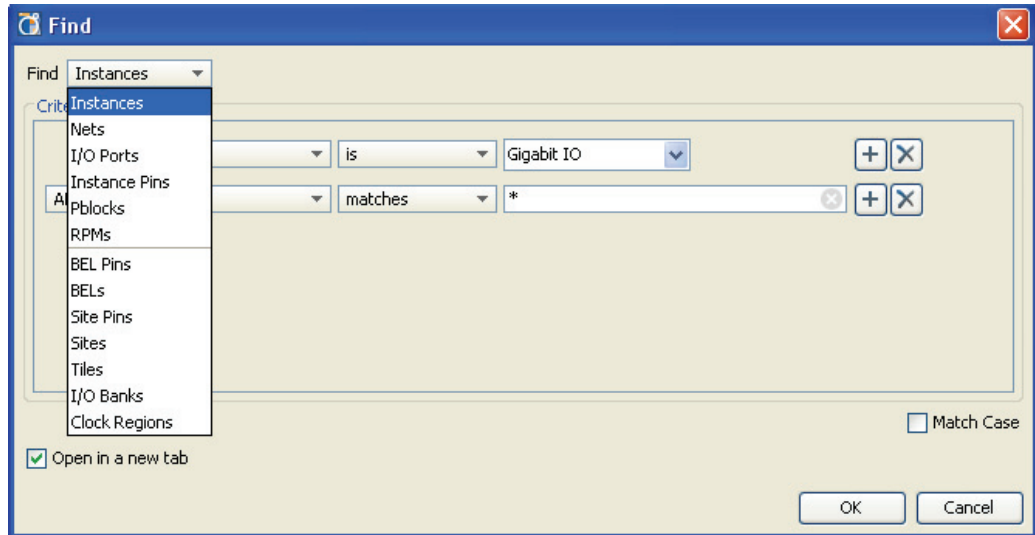 Find
Find Instances
Crite
Instances
Nets
I/O Ports
Instance Pins
Pblocks
RPMs
BEL Pins
BELs
Site Pins
Sites
Tiles
I/O Banks
Clock Regions
is Gigabit IO
matches *
Match Case
Open in a new tab
OK Cancel